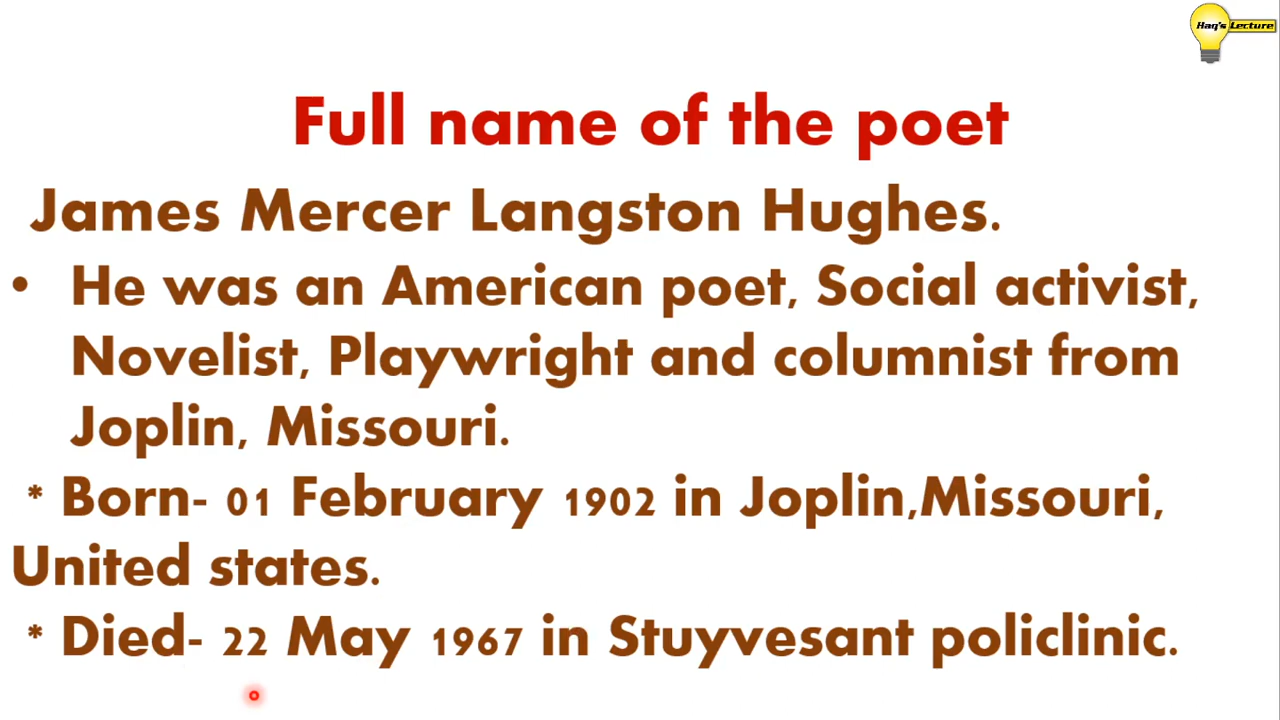 Haq's Lecture
Full name of the poet
James Mercer Langston Hughes.
• He was an American poet, Social activist,
Novelist, Playwright and columnist from
Joplin, Missouri.
* Born- 01 February 1902 in Joplin,Missouri,
United states.
* Died- 22 May 1967 in Stuyvesant policlinic.